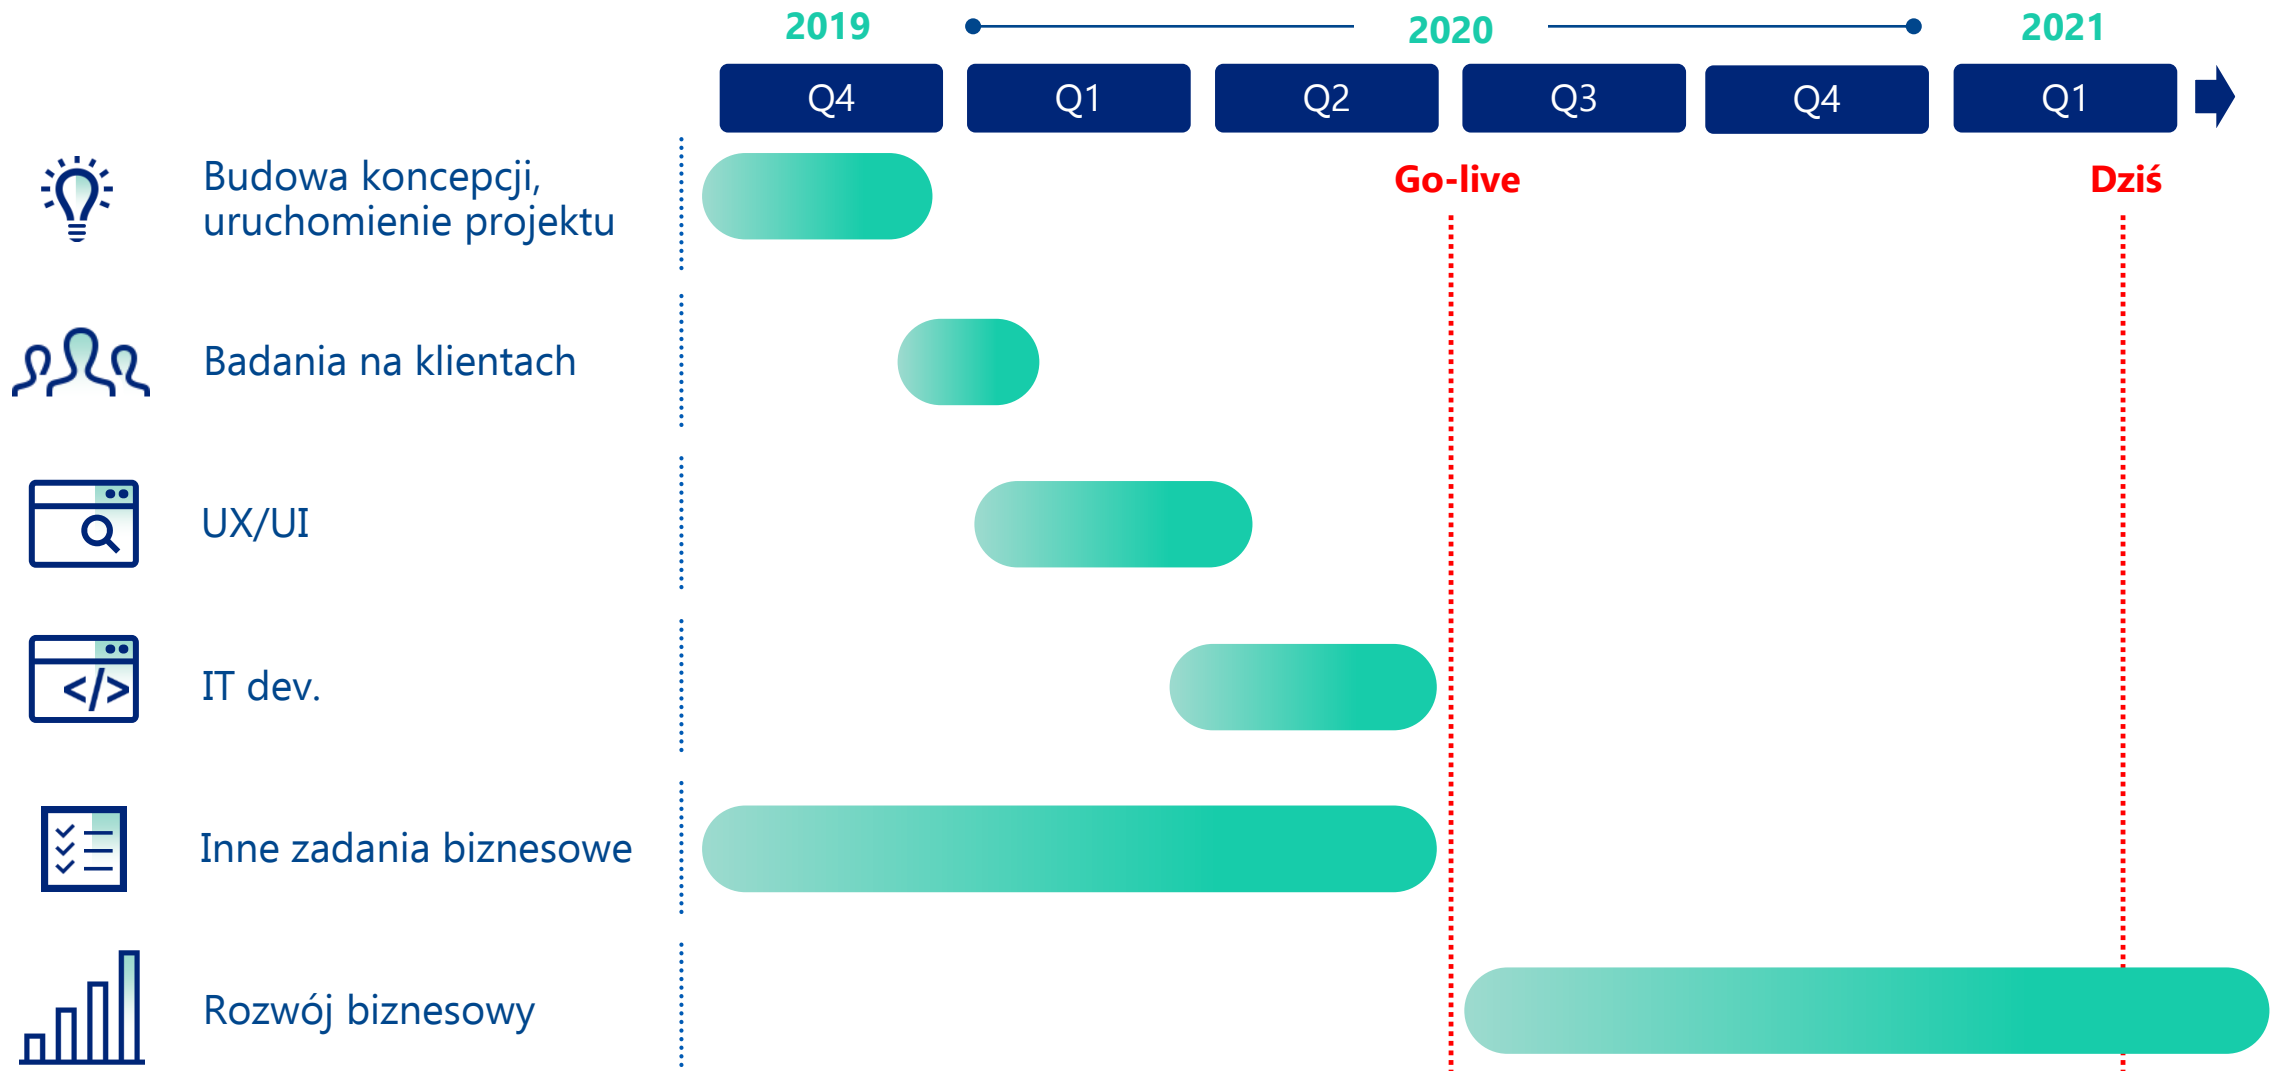 2019
2020
2021
Q4
Q1
Q2
Q3
Q4
Q1
Budowa koncepcji,
uruchomienie projektu
Go-live
Dziś
Badania na klientach
UX/UI
</>
IT dev.
Inne zadania biznesowe
Rozwój biznesowy